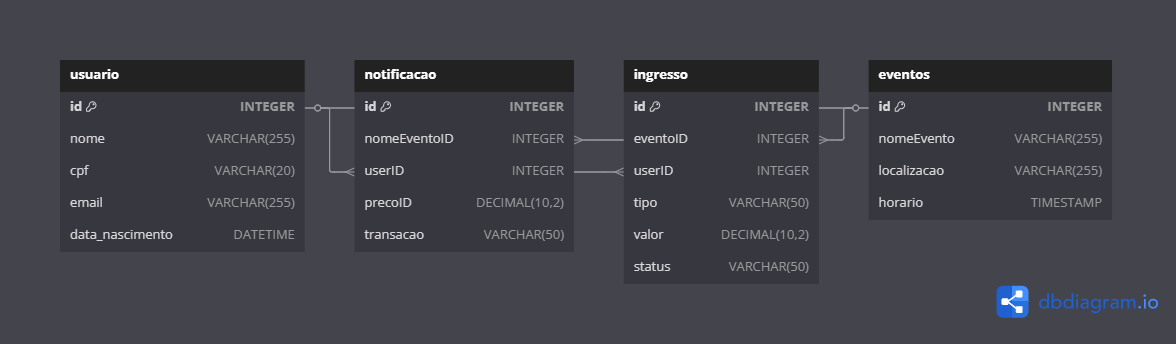 usuario
id INTEGER
nome VARCHAR(255)
cpf VARCHAR(20)
email VARCHAR(255)
data_nascimento DATETIME
notificacao
id INTEGER
nomeEventoID INTEGER
userID INTEGER
precoID DECIMAL(10,2)
transacao VARCHAR(50)
ingresso
id INTEGER
eventoID INTEGER
userID INTEGER
tipo VARCHAR(50)
valor DECIMAL(10,2)
status VARCHAR(50)
eventos
id INTEGER
nomeEvento VARCHAR(255)
localizacao VARCHAR(255)
horario TIMESTAMP
dbdiagram.io